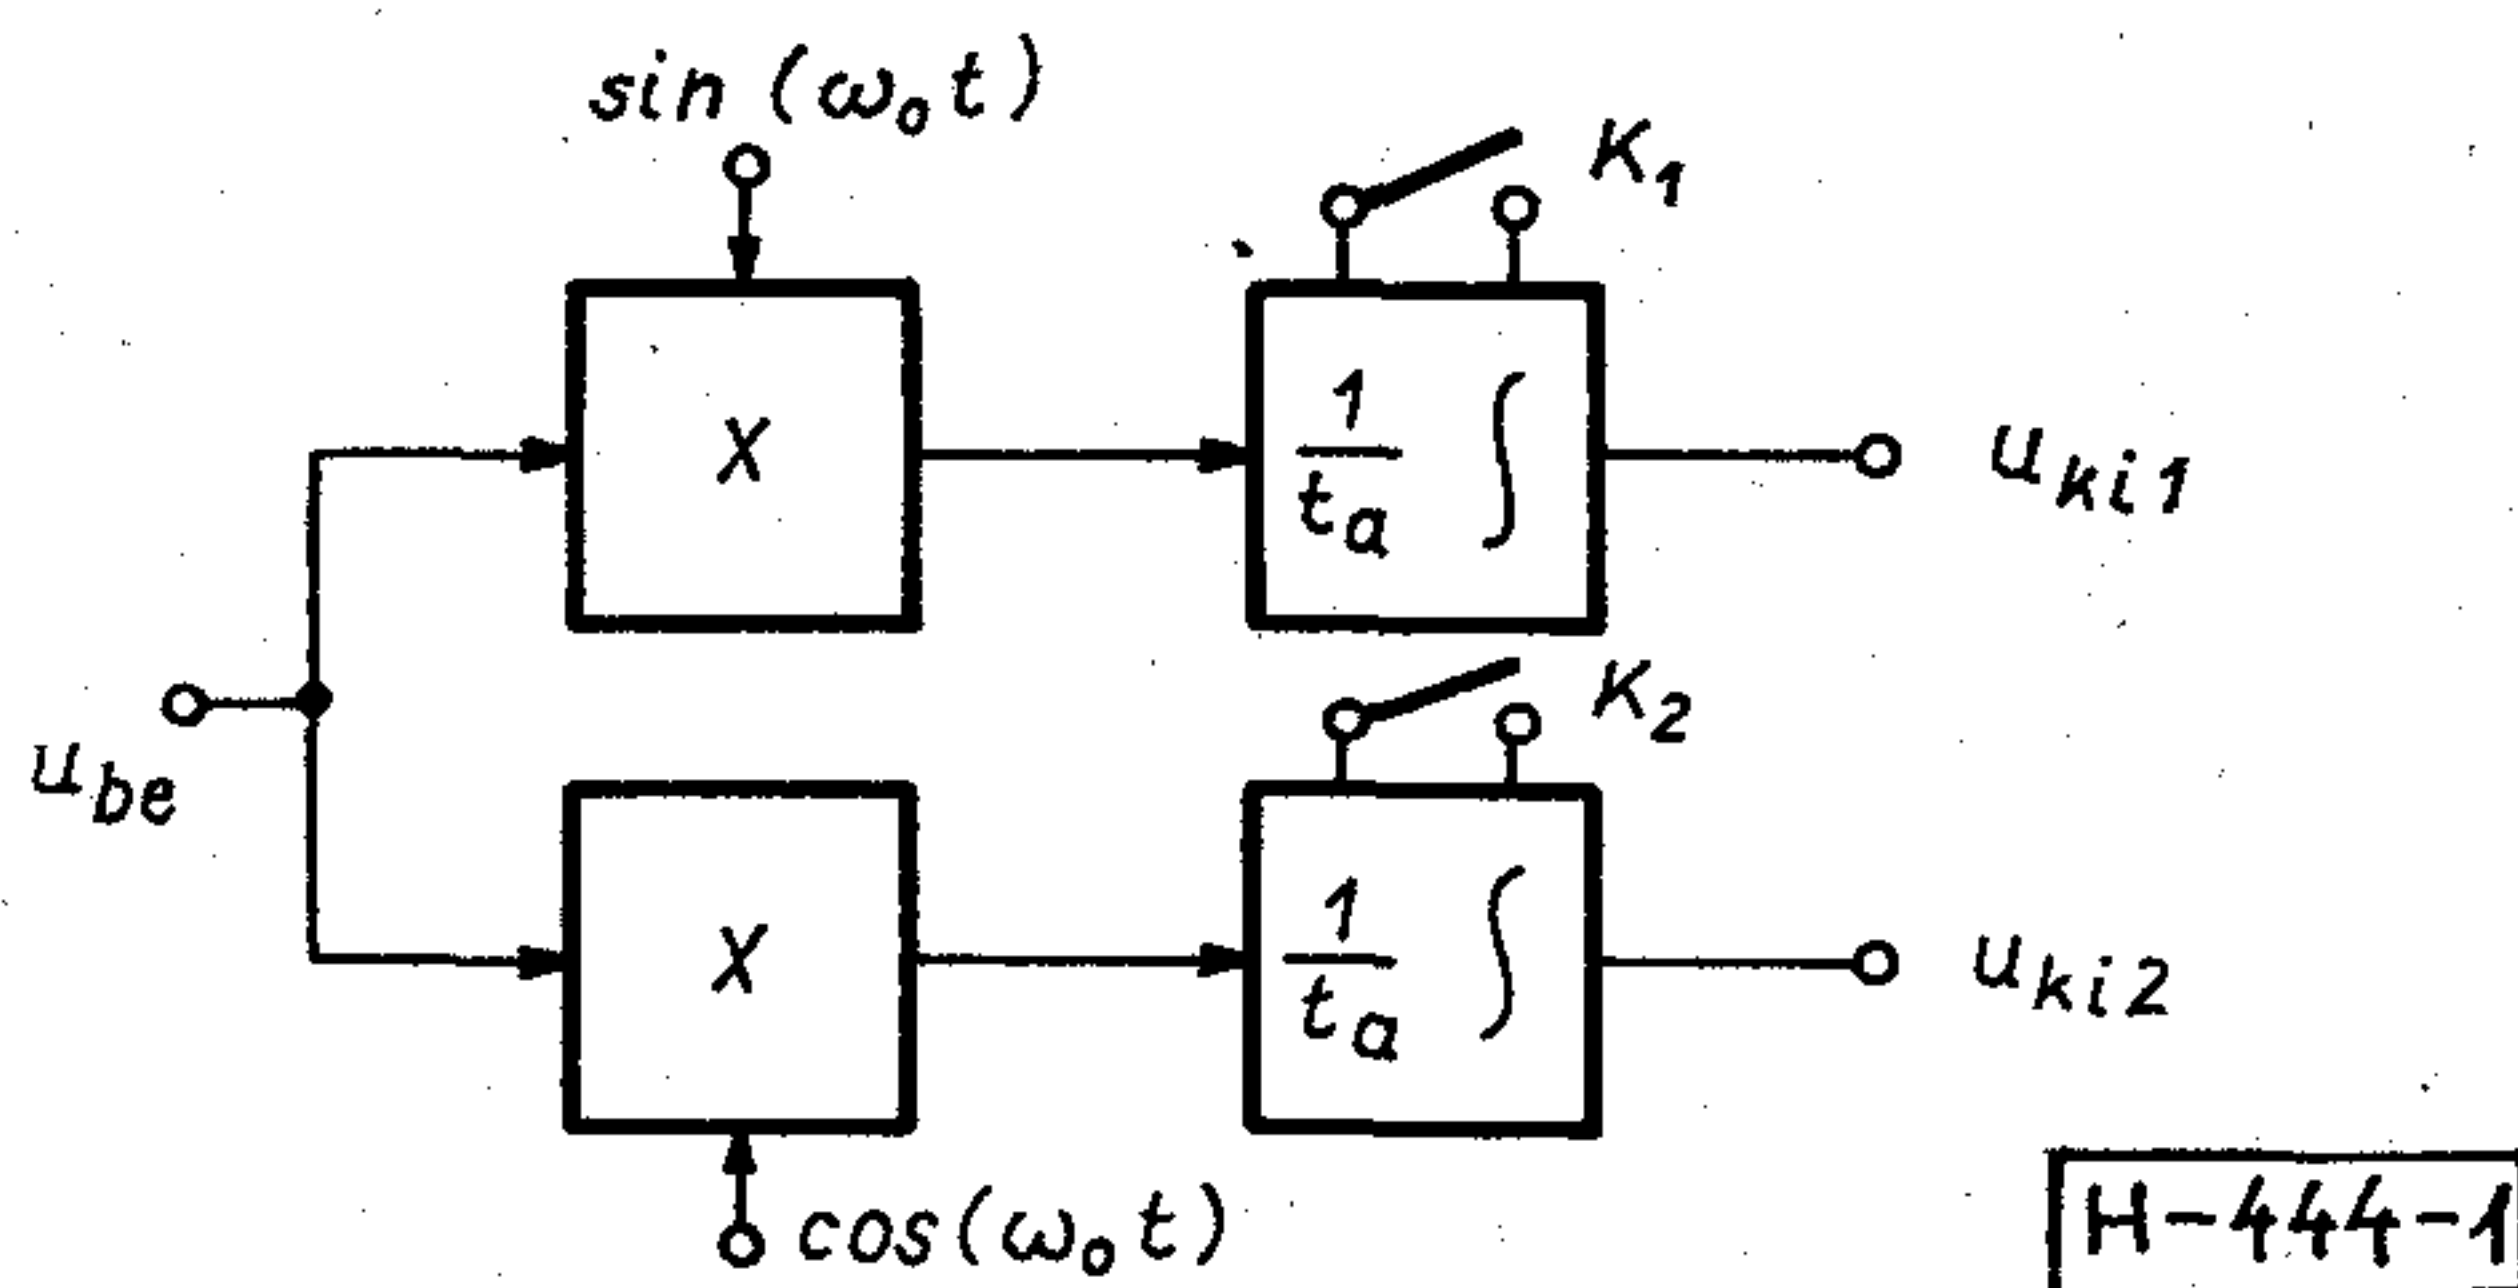 sin (ω₀t)
K₁
X
1
tₐ ∫
u_ki1
u_be
K₂
X
1
tₐ ∫
u_ki2
cos(ω₀t)
H-444-1